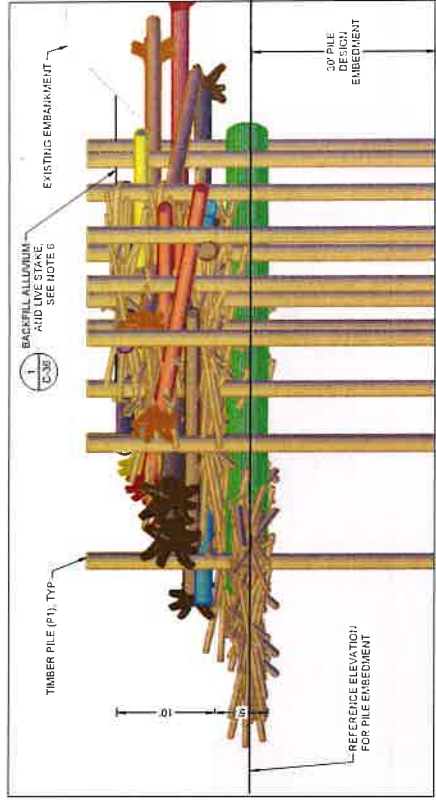 1
C-36
BACKFILL ALLUVIUM
AND LIVE STAKE,
SEE NOTE 6
EXISTING EMBANKMENT
TIMBER PILE (P1), TYP
30' PILE
DESIGN
EMBEDMENT
10'
5'
REFERENCE ELEVATION
FOR PILE EMBEDMENT